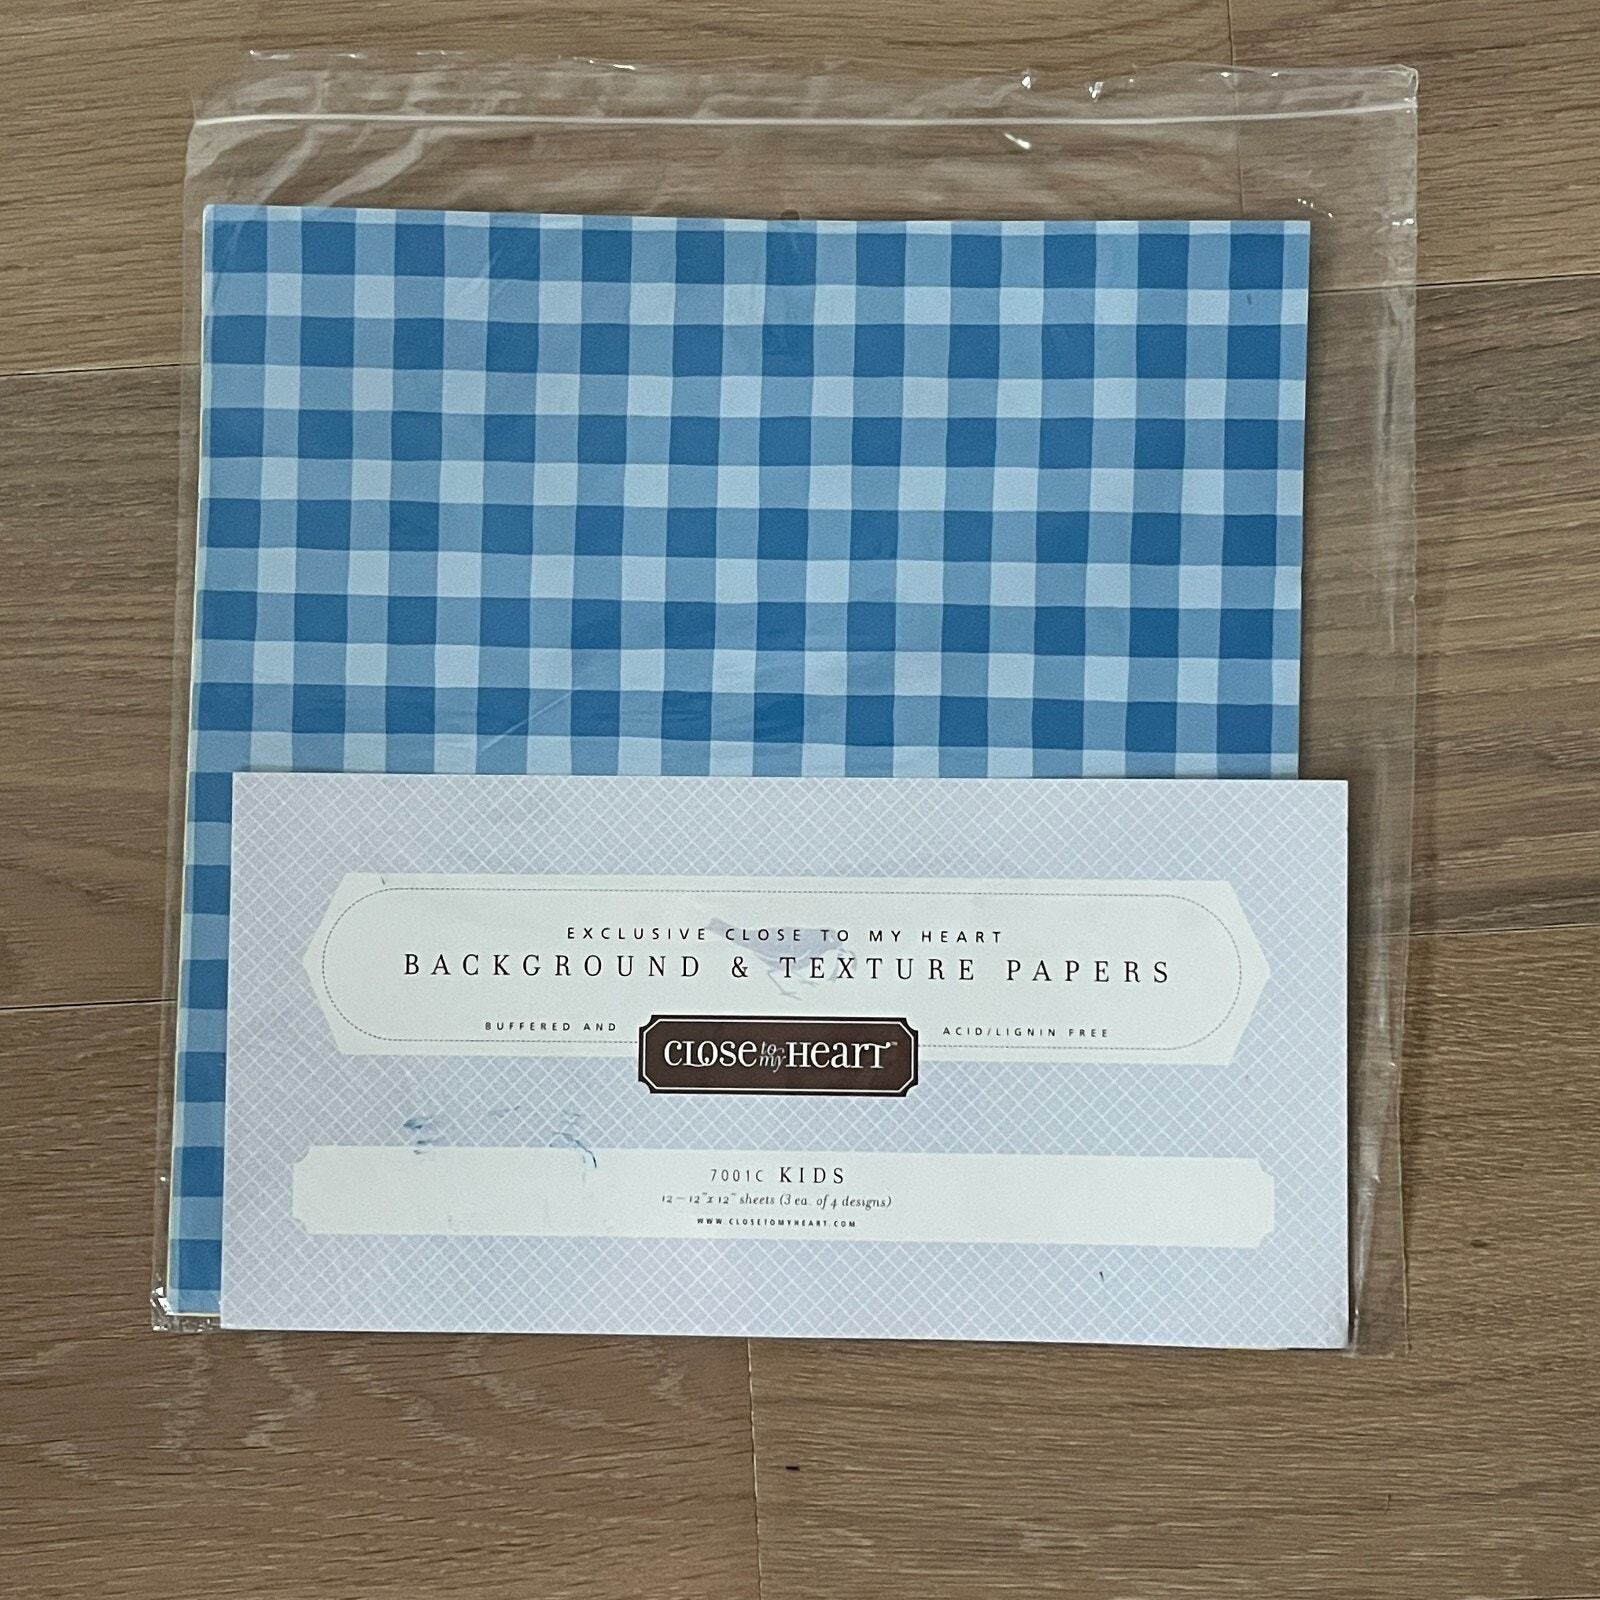 EXCLUSIVE CLOSE TO MY HEART
BACKGROUND & TEXTURE PAPERS
BUFFERED AND
ACID/LIGNIN FREE
CLOSE to my HEART™
7001C KIDS
12 – 12" x 12" sheets (3 ea. of 4 designs)
WWW.CLOSETOMYHEART.COM